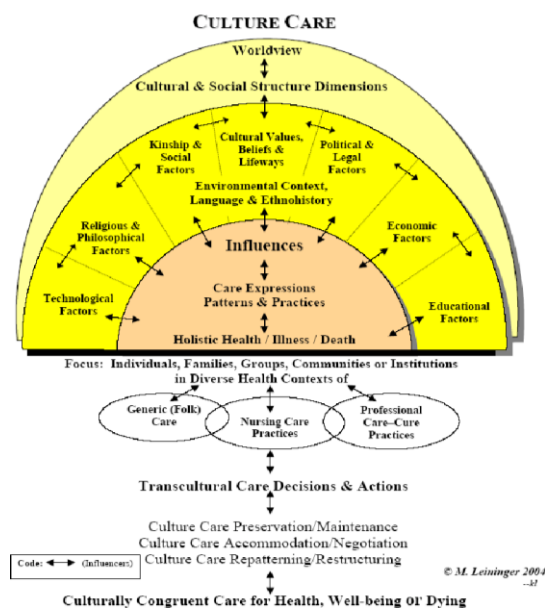 CULTURE CARE
Worldview
Cultural & Social Structure Dimensions
Kinship &
Social
Factors
Cultural Values,
Beliefs &
Lifeways
Political &
Legal
Factors
Environmental Context,
Language & Ethnohistory
Religious &
Philosophical
Factors
Influences
Economic
Factors
Technological
Factors
Care Expressions
Patterns & Practices
Educational
Factors
Holistic Health / Illness / Death
Focus: Individuals, Families, Groups, Communities or Institutions
in Diverse Health Contexts of
Generic (Folk)
Care
Nursing Care
Practices
Professional
Care–Cure
Practices
Transcultural Care Decisions & Actions
Culture Care Preservation/Maintenance
Culture Care Accommodation/Negotiation
Culture Care Repatterning/Restructuring
Code: (Influencers)
© M. Leininger 2004
Culturally Congruent Care for Health, Well-being or Dying